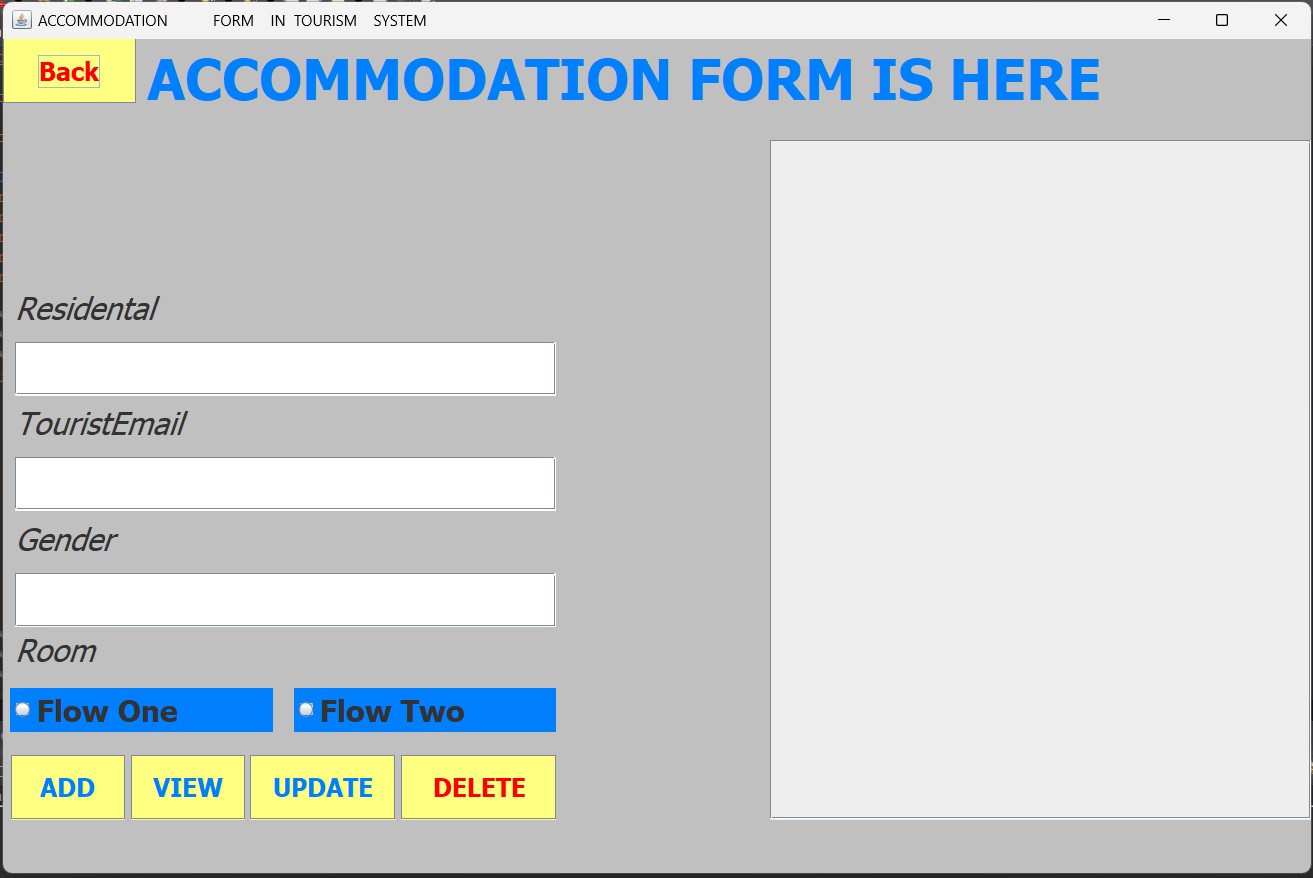 ACCOMMODATION FORM IN TOURISM SYSTEM
Back
ACCOMMODATION FORM IS HERE
Residental
TouristEmail
Gender
Room
Flow One Flow Two
ADD VIEW UPDATE DELETE